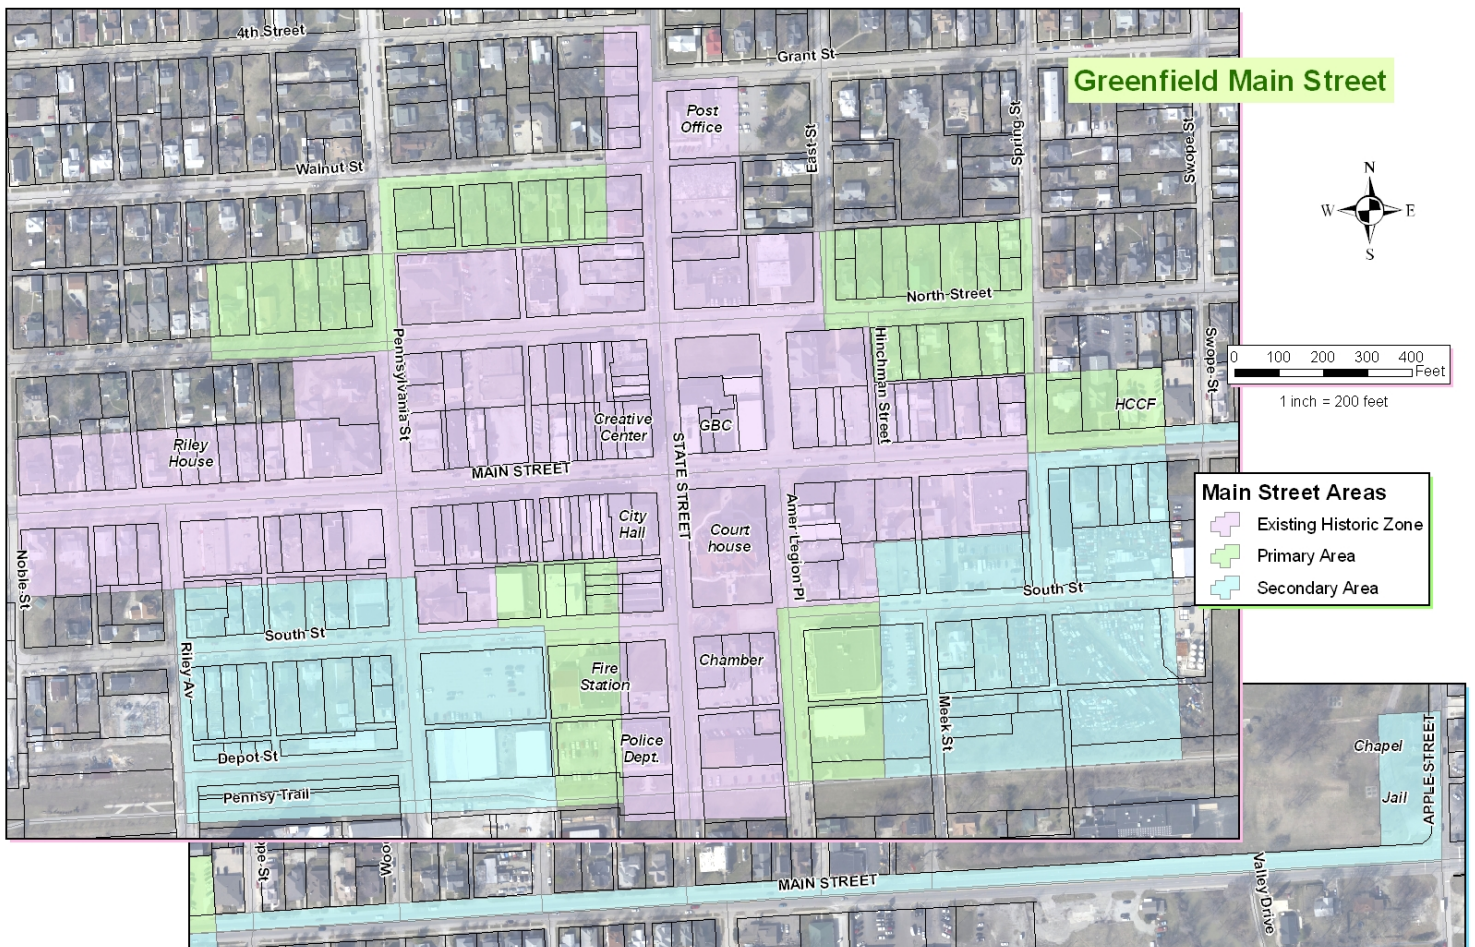 4th Street
Grant St
Greenfield Main Street
Post
Office
East St
Spring St
Swope St
Walnut St
N
W
E
S
North Street
Pennsylvania St
Hinchman Street
Swope St
0 100 200 300 400
Feet
1 inch = 200 feet
Riley
House
Creative
Center
GBC
HCCF
MAIN STREET
STATE STREET
Main Street Areas
Existing Historic Zone
Primary Area
Secondary Area
City
Hall
Court
house
Amer Legion Pl
Noble St
South St
South St
Riley Av
Fire
Station
Chamber
Meek St
Police
Dept.
Depot St
Pennsy Trail
Chapel
Jail
APPLE STREET
ope St
Woo
MAIN STREET
Valley Drive